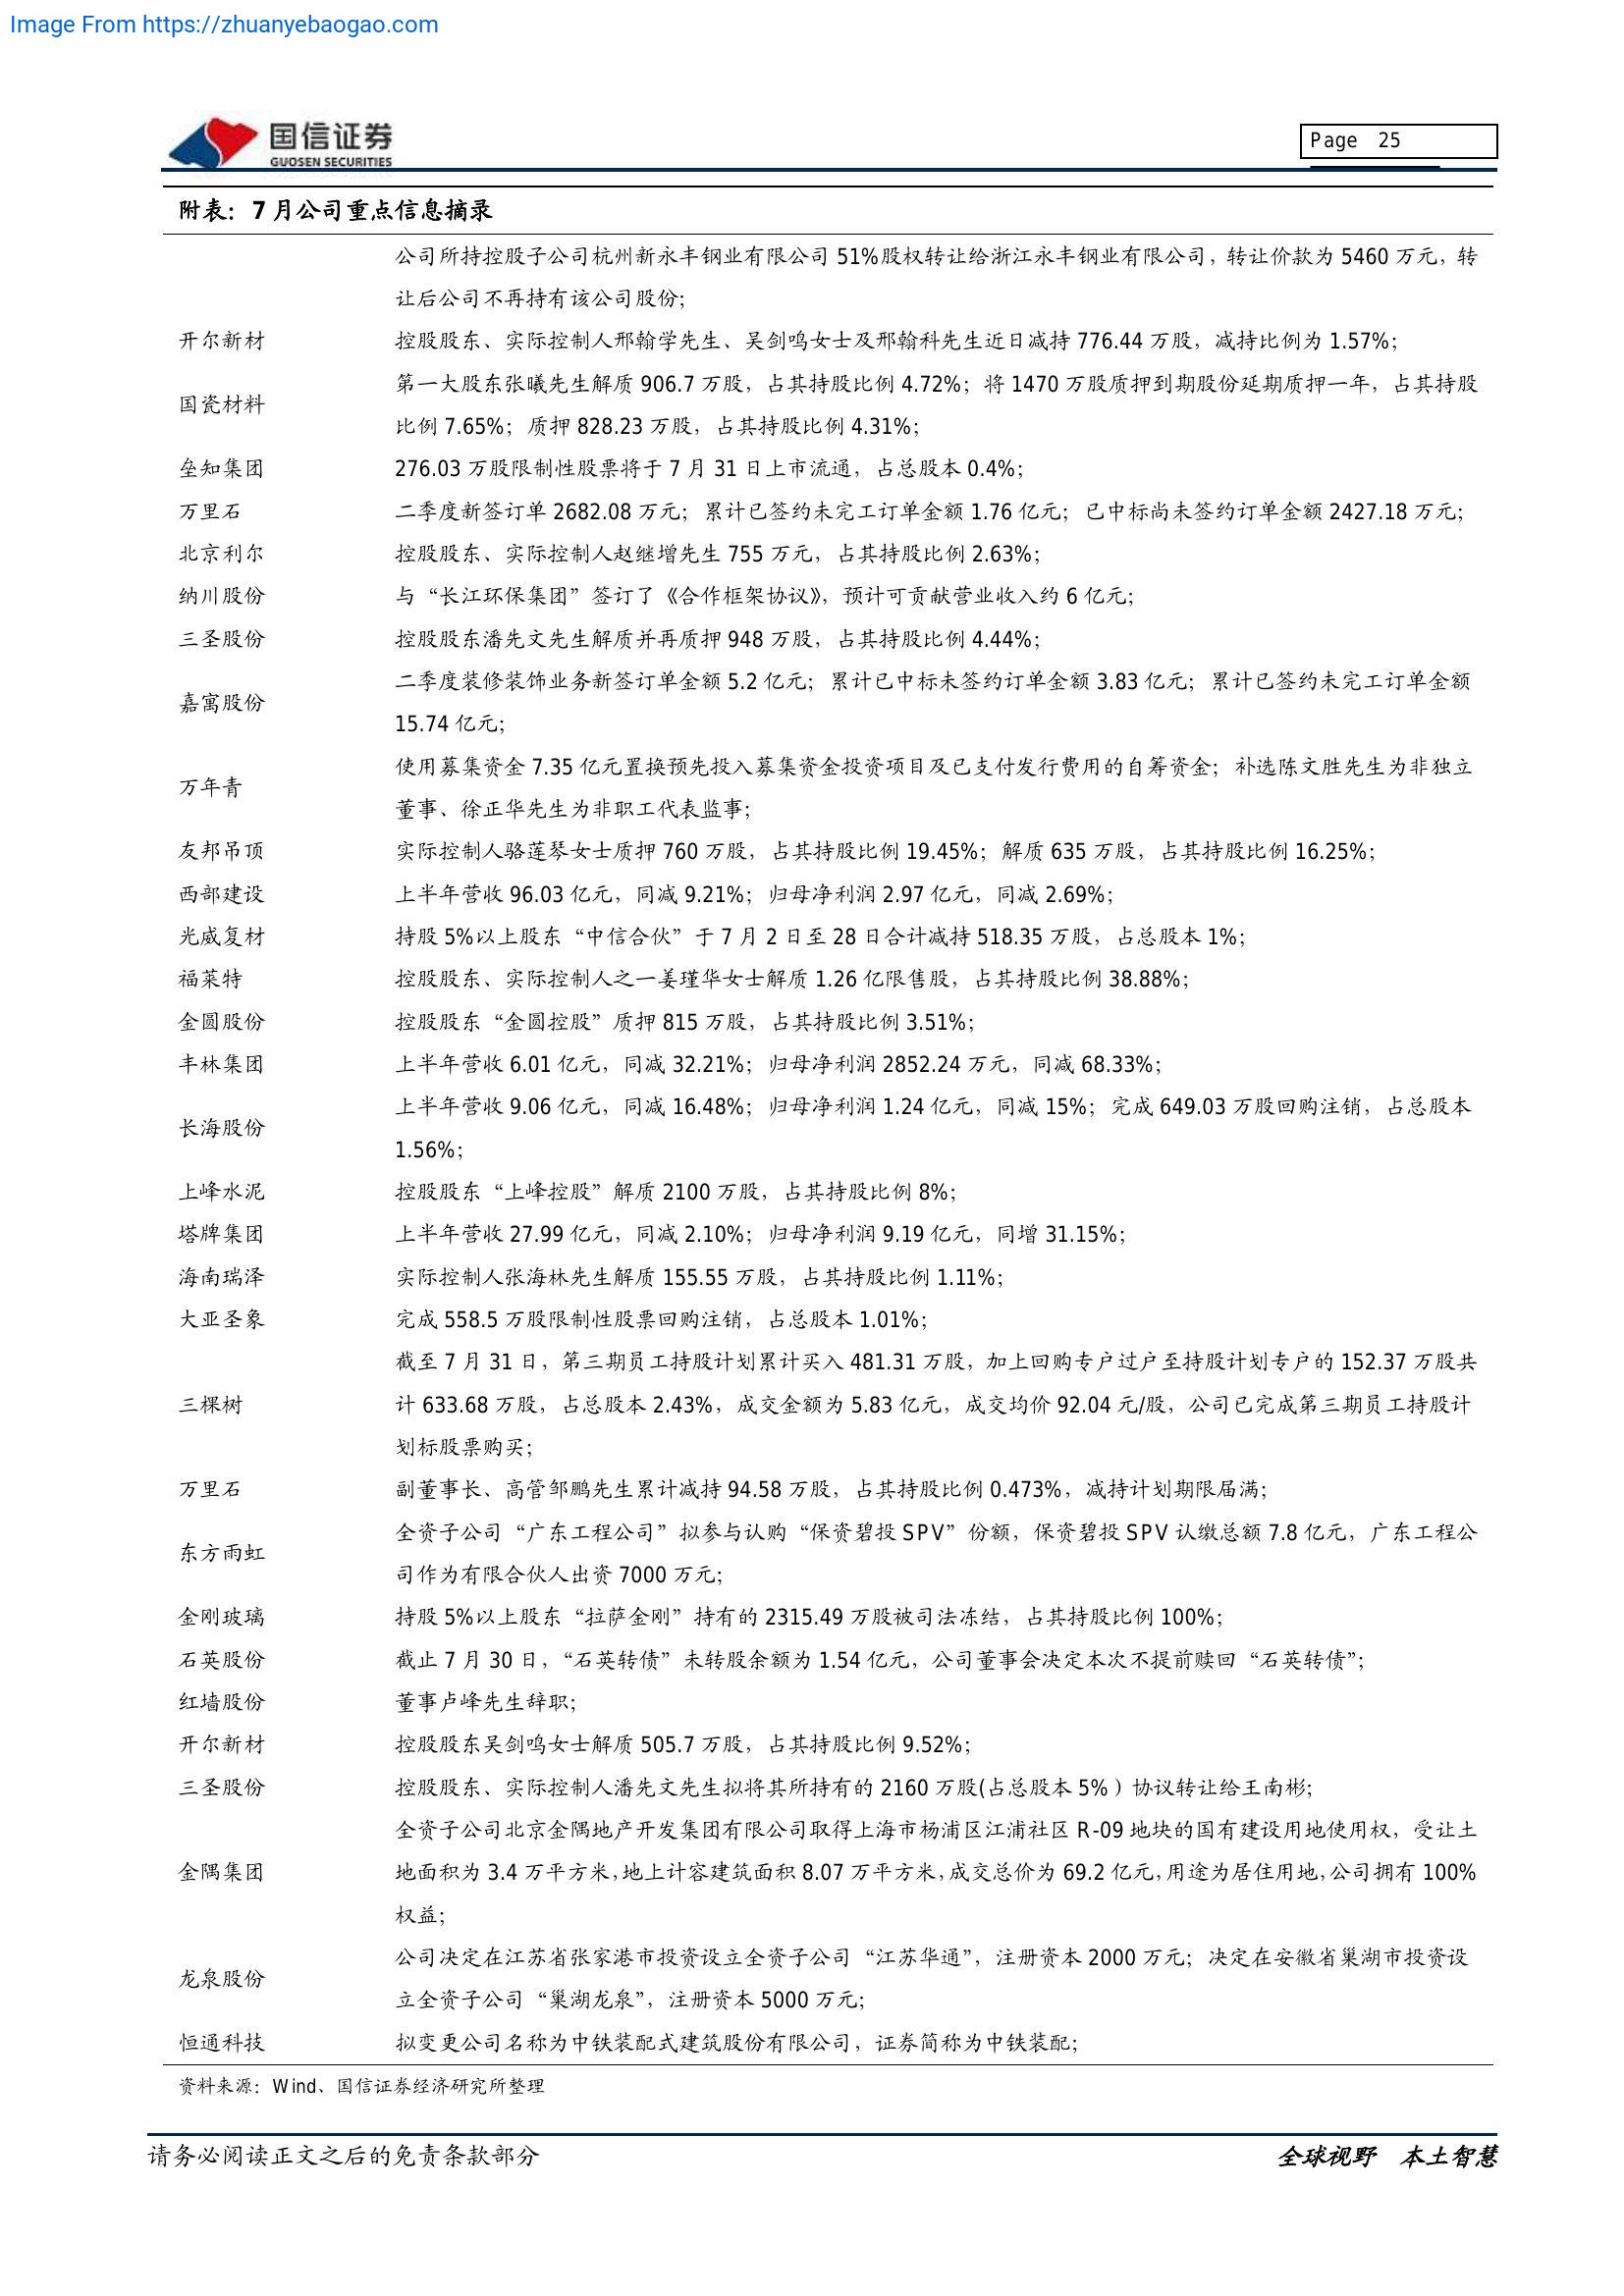 Image From https://zhuanyebaogao.com
国信证券
GUOSEN SECURITIES
Page 25
附表：7 月公司重点信息摘录
公司所持控股子公司杭州新永丰钢业有限公司 51%股权转让给浙江永丰钢业有限公司，转让价款为 5460 万元，转
让后公司不再持有该公司股份；
开尔新材 控股股东、实际控制人邢翰学先生、吴剑鸣女士及邢翰科先生近日减持 776.44 万股，减持比例为 1.57%；
国瓷材料 第一大股东张曦先生解质 906.7 万股，占其持股比例 4.72%；将 1470 万股质押到期股份延期质押一年，占其持股
比例 7.65%；质押 828.23 万股，占其持股比例 4.31%；
垒知集团 276.03 万股限制性股票将于 7 月 31 日上市流通，占总股本 0.4%；
万里石 二季度新签订单 2682.08 万元；累计已签约未完工订单金额 1.76 亿元；已中标尚未签约订单金额 2427.18 万元；
北京利尔 控股股东、实际控制人赵继增先生 755 万元，占其持股比例 2.63%；
纳川股份 与“长江环保集团”签订了《合作框架协议》，预计可贡献营业收入约 6 亿元；
三圣股份 控股股东潘先文先生解质并再质押 948 万股，占其持股比例 4.44%；
嘉寓股份 二季度装修装饰业务新签订单金额 5.2 亿元；累计已中标未签约订单金额 3.83 亿元；累计已签约未完工订单金额
15.74 亿元；
万年青 使用募集资金 7.35 亿元置换预先投入募集资金投资项目及已支付发行费用的自筹资金；补选陈文胜先生为非独立
董事、徐正华先生为非职工代表监事；
友邦吊顶 实际控制人骆莲琴女士质押 760 万股，占其持股比例 19.45%；解质 635 万股，占其持股比例 16.25%；
西部建设 上半年营收 96.03 亿元，同减 9.21%；归母净利润 2.97 亿元，同减 2.69%；
光威复材 持股 5%以上股东“中信合伙”于 7 月 2 日至 28 日合计减持 518.35 万股，占总股本 1%；
福莱特 控股股东、实际控制人之一姜瑾华女士解质 1.26 亿限售股，占其持股比例 38.88%；
金圆股份 控股股东“金圆控股”质押 815 万股，占其持股比例 3.51%；
丰林集团 上半年营收 6.01 亿元，同减 32.21%；归母净利润 2852.24 万元，同减 68.33%；
长海股份 上半年营收 9.06 亿元，同减 16.48%；归母净利润 1.24 亿元，同减 15%；完成 649.03 万股回购注销，占总股本
1.56%；
上峰水泥 控股股东“上峰控股”解质 2100 万股，占其持股比例 8%；
塔牌集团 上半年营收 27.99 亿元，同减 2.10%；归母净利润 9.19 亿元，同增 31.15%；
海南瑞泽 实际控制人张海林先生解质 155.55 万股，占其持股比例 1.11%；
大亚圣象 完成 558.5 万股限制性股票回购注销，占总股本 1.01%；
截至 7 月 31 日，第三期员工持股计划累计买入 481.31 万股，加上回购专户过户至持股计划专户的 152.37 万股共
三棵树 计 633.68 万股，占总股本 2.43%，成交金额为 5.83 亿元，成交均价 92.04 元/股，公司已完成第三期员工持股计
划标股票购买；
万里石 副董事长、高管邹鹏先生累计减持 94.58 万股，占其持股比例 0.473%，减持计划期限届满；
东方雨虹 全资子公司“广东工程公司”拟参与认购“保资碧投 SPV”份额，保资碧投 SPV 认缴总额 7.8 亿元，广东工程公
司作为有限合伙人出资 7000 万元；
金刚玻璃 持股 5%以上股东“拉萨金刚”持有的 2315.49 万股被司法冻结，占其持股比例 100%；
石英股份 截止 7 月 30 日，“石英转债”未转股余额为 1.54 亿元，公司董事会决定本次不提前赎回“石英转债”；
红墙股份 董事卢峰先生辞职；
开尔新材 控股股东吴剑鸣女士解质 505.7 万股，占其持股比例 9.52%；
三圣股份 控股股东、实际控制人潘先文先生拟将其所持有的 2160 万股(占总股本 5% ）协议转让给王南彬；
全资子公司北京金隅地产开发集团有限公司取得上海市杨浦区江浦社区 R-09 地块的国有建设用地使用权，受让土
金隅集团 地面积为 3.4 万平方米，地上计容建筑面积 8.07 万平方米，成交总价为 69.2 亿元，用途为居住用地，公司拥有 100%
权益；
龙泉股份 公司决定在江苏省张家港市投资设立全资子公司“江苏华通”，注册资本 2000 万元；决定在安徽省巢湖市投资设
立全资子公司“巢湖龙泉”，注册资本 5000 万元；
恒通科技 拟变更公司名称为中铁装配式建筑股份有限公司，证券简称为中铁装配；
资料来源：Wind、国信证券经济研究所整理
请务必阅读正文之后的免责条款部分 全球视野 本土智慧